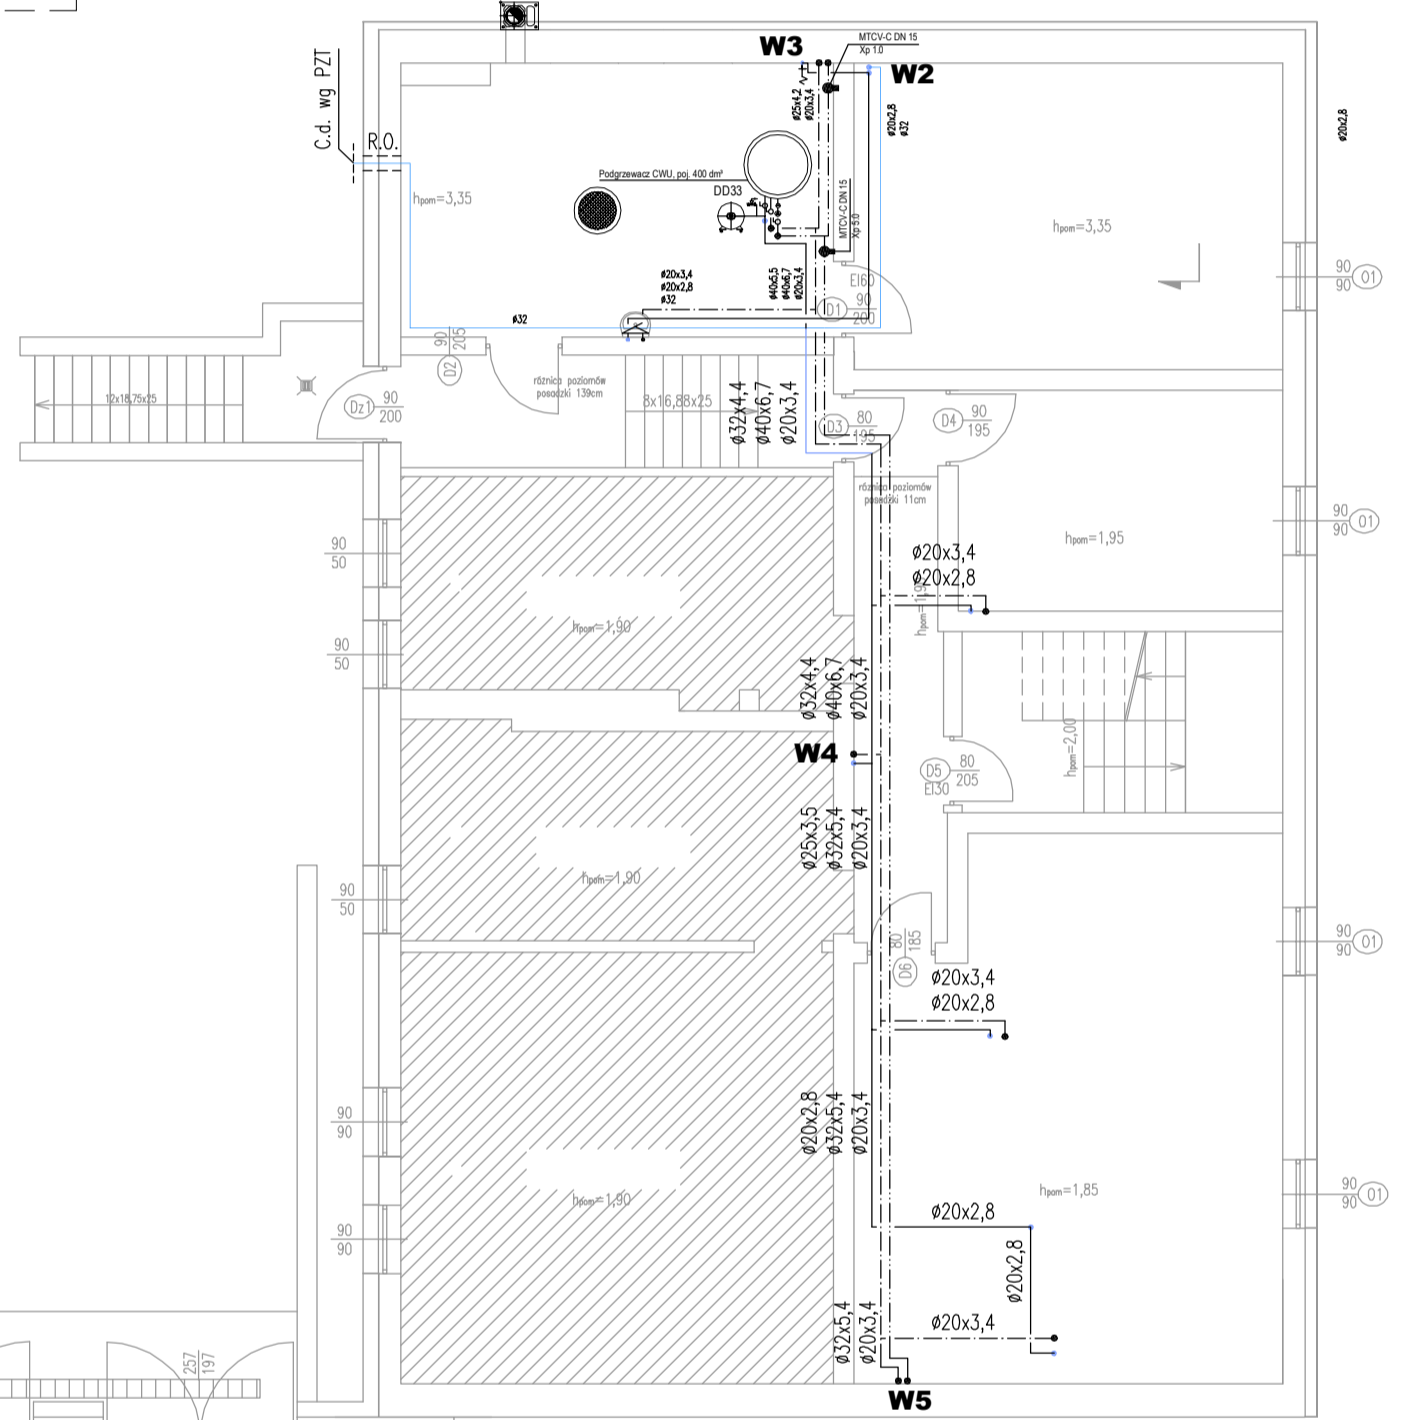 W3
MTCV-C DN 15
Xp 1.0
W2
C.d. wg PZT
R.O.
ø25x4,2
ø20x3,4
ø20x2,8
ø32
ø20x2,8
Podgrzewacz CWU, poj. 400 dm³
DD33
hpom=3,35
MTCV-C DN 15
Xp 5.0
hpom=3,35
90
90
O1
ø20x3,4
ø20x2,8
ø32
ø40x5,5
ø40x6,7
ø20x3,4
EI60
D1
90
200
ø32
90
205
D2
różnica poziomów
posadzki 139cm
12x18,75x25
Dz1
90
200
8x16,88x25
ø32x4,4
ø40x6,7
ø20x3,4
D3
80
195
D4
90
195
różnica poziomów
posadzki 11cm
90
90
O1
90
50
hpom=1,95
ø20x3,4
ø20x2,8
hpom=1,90
90
50
ø32x4,4
ø40x6,7
ø20x3,4
hpom=2,00
W4
D5
80
205
EI30
ø25x3,5
ø32x5,4
ø20x3,4
90
50
hpom=1,90
80
185
D6
90
90
O1
ø20x3,4
ø20x2,8
90
90
ø20x2,8
ø32x5,4
ø20x3,4
hpom=1,90
hpom=1,85
90
90
O1
ø20x2,8
90
90
ø20x2,8
ø32x5,4
ø20x3,4
ø20x3,4
257
197
W5